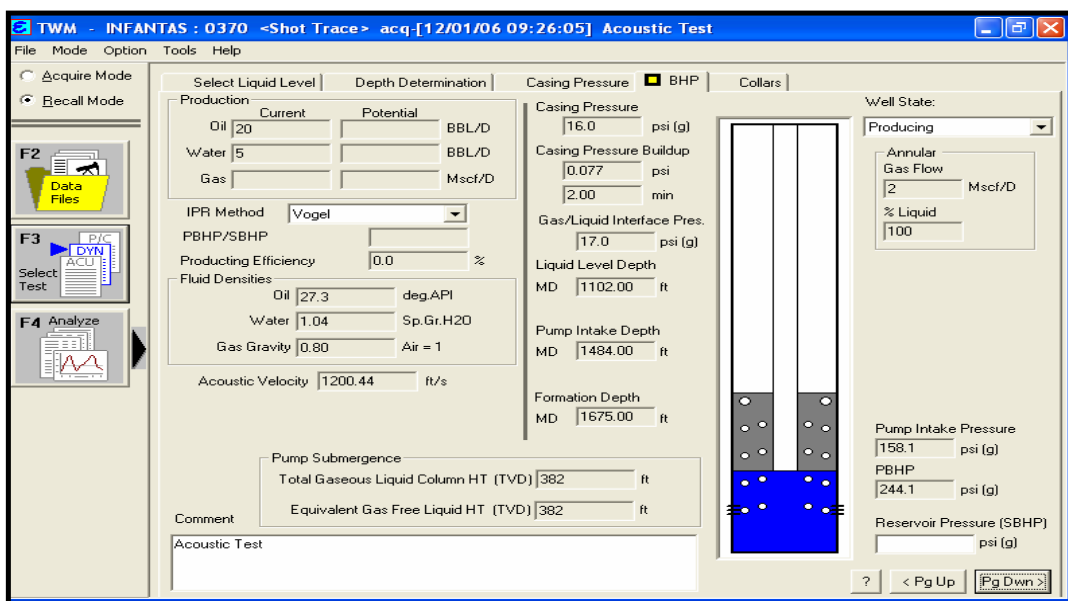 TWM - INFANTAS : 0370 <Shot Trace> acq-[12/01/06 09:26:05] Acoustic Test
File Mode Option Tools Help
Acquire Mode
Recall Mode
F2
Data
Files
F3
P/C
DYN
ACU
Select
Test
F4 Analyze
Select Liquid Level
Depth Determination
Casing Pressure
BHP
Collars
Production
Current Potential
Oil 20 BBL/D
Water 5 BBL/D
Gas Mscf/D
IPR Method Vogel
PBHP/SBHP
Producting Efficiency 0.0 %
Fluid Densities
Oil 27.3 deg.API
Water 1.04 Sp.Gr.H2O
Gas Gravity 0.80 Air = 1
Acoustic Velocity 1200.44 ft/s
Casing Pressure
16.0 psi (g)
Casing Pressure Buildup
0.077 psi
2.00 min
Gas/Liquid Interface Pres.
17.0 psi (g)
Liquid Level Depth
MD 1102.00 ft
Pump Intake Depth
MD 1484.00 ft
Formation Depth
MD 1675.00 ft
Pump Submergence
Total Gaseous Liquid Column HT (TVD) 382 ft
Equivalent Gas Free Liquid HT (TVD) 382 ft
Comment
Acoustic Test
Well State:
Producing
Annular
Gas Flow
2 Mscf/D
% Liquid
100
Pump Intake Pressure
158.1 psi (g)
PBHP
244.1 psi (g)
Reservoir Pressure (SBHP)
psi (g)
? < Pg Up Pg Dwn >